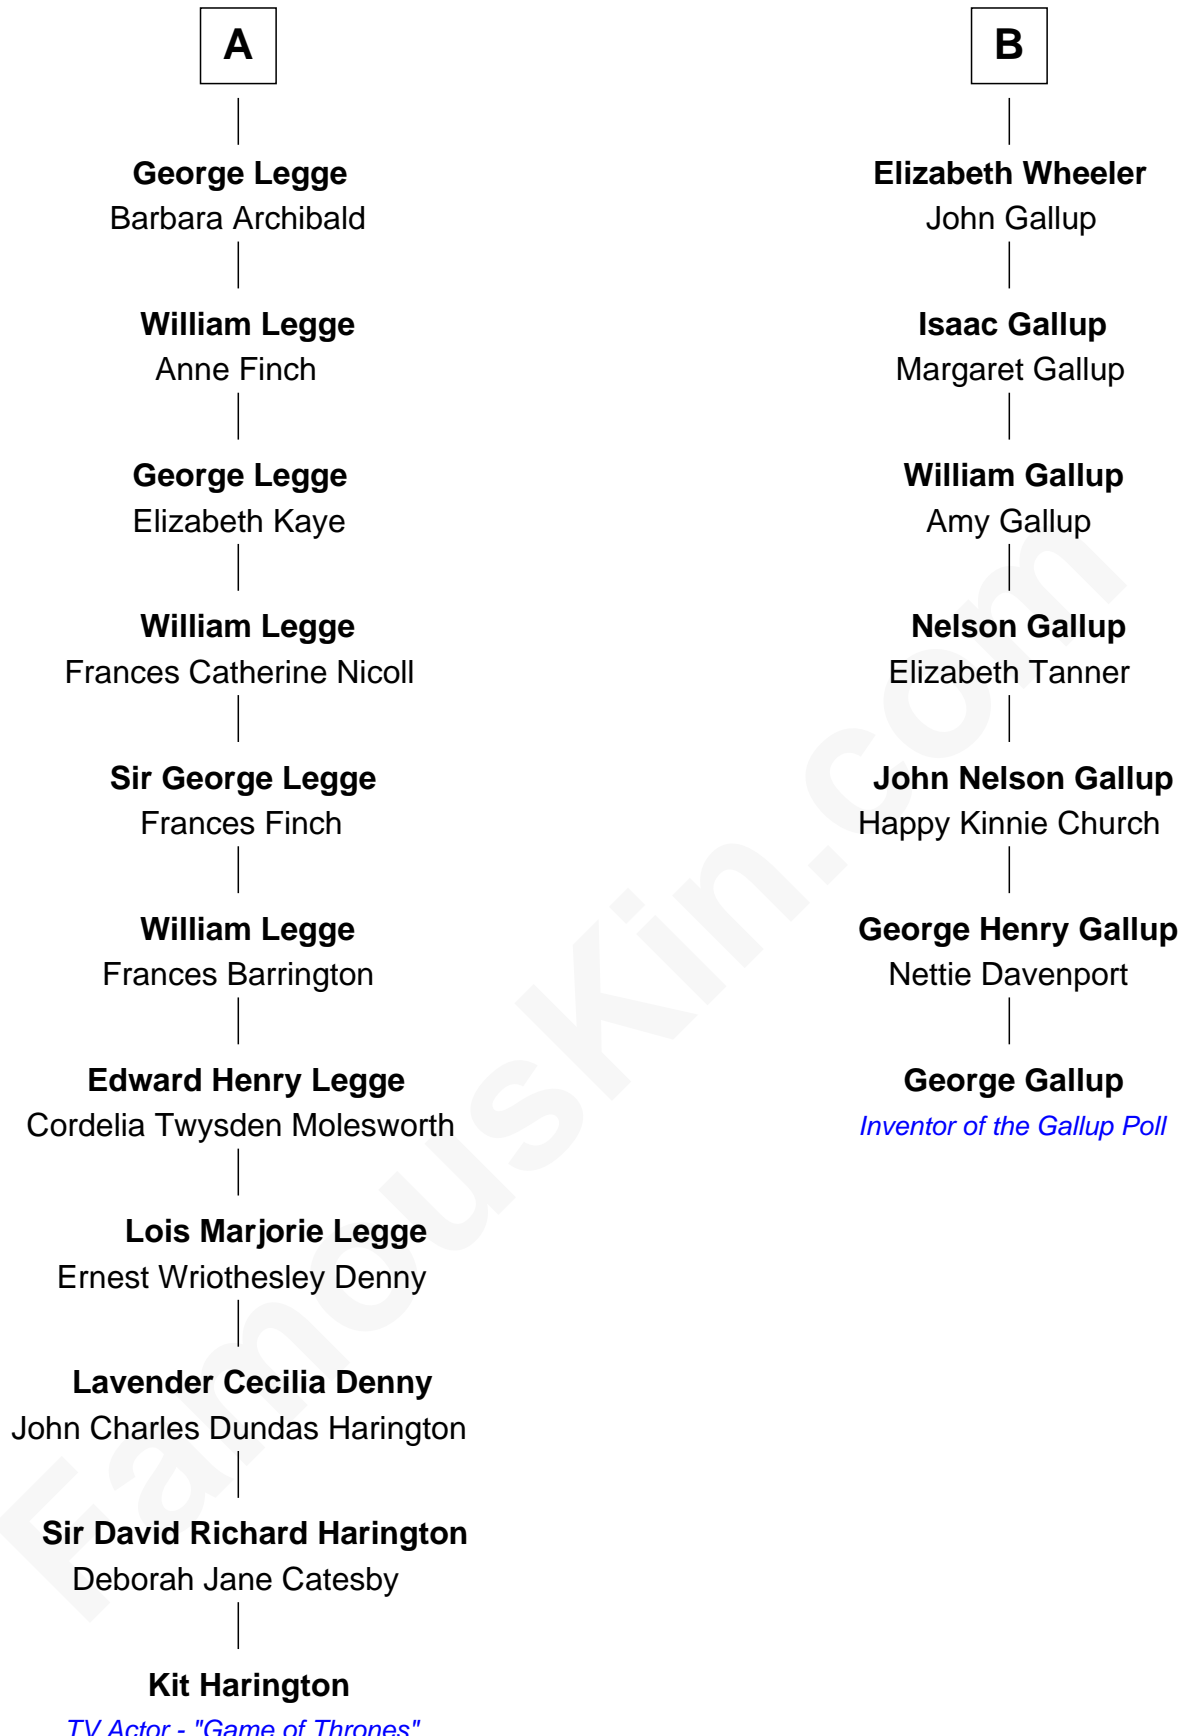 A
George Legge
Barbara Archibald
William Legge
Anne Finch
George Legge
Elizabeth Kaye
William Legge
Frances Catherine Nicoll
Sir George Legge
Frances Finch
William Legge
Frances Barrington
Edward Henry Legge
Cordelia Twysden Molesworth
Lois Marjorie Legge
Ernest Wriothesley Denny
Lavender Cecilia Denny
John Charles Dundas Harington
Sir David Richard Harington
Deborah Jane Catesby
Kit Harington
TV Actor - "Game of Thrones"
B
Elizabeth Wheeler
John Gallup
Isaac Gallup
Margaret Gallup
William Gallup
Amy Gallup
Nelson Gallup
Elizabeth Tanner
John Nelson Gallup
Happy Kinnie Church
George Henry Gallup
Nettie Davenport
George Gallup
Inventor of the Gallup Poll
FamousKin.com